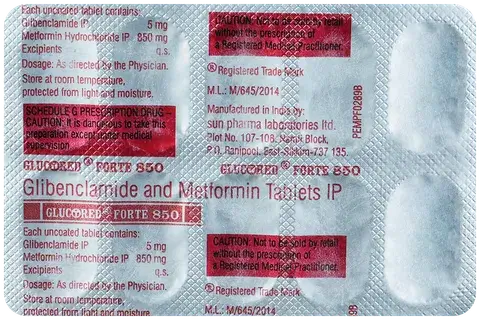 Each uncoated tablet contains:
Glibenclamide IP 5 mg
Metformin Hydrochloride IP 850 mg
Excipients q.s.
Dosage: As directed by the Physician.
Store at room temperature,
protected from light and moisture.
SCHEDULE G PRESCRIPTION DRUG –
CAUTION: It is dangerous to take this
preparation except under medical
supervision
GLUCORED® FORTE 850
CAUTION: Not to be sold by retail
without the prescription of
a Registered Medical Practitioner.
® Registered Trade Mark
M.L.: M/645/2014
Manufactured in India by:
sun pharma laboratories ltd.
Plot No. 107-108, Namli Block,
P.O. Ranipool, East-Sikkim-737 135.
PEMPF0289B
Glibenclamide and Metformin Tablets IP
GLUCORED® FORTE 850
Each uncoated tablet contains:
Glibenclamide IP 5 mg
Metformin Hydrochloride IP 850 mg
Excipients q.s.
Dosage: As directed by the Physician.
Store at room temperature,
protected from light and moisture.
CAUTION: Not to be sold by retail
without the prescription of
a Registered Medical Practitioner.
® Registered Trade Mark
M.L.: M/645/2014